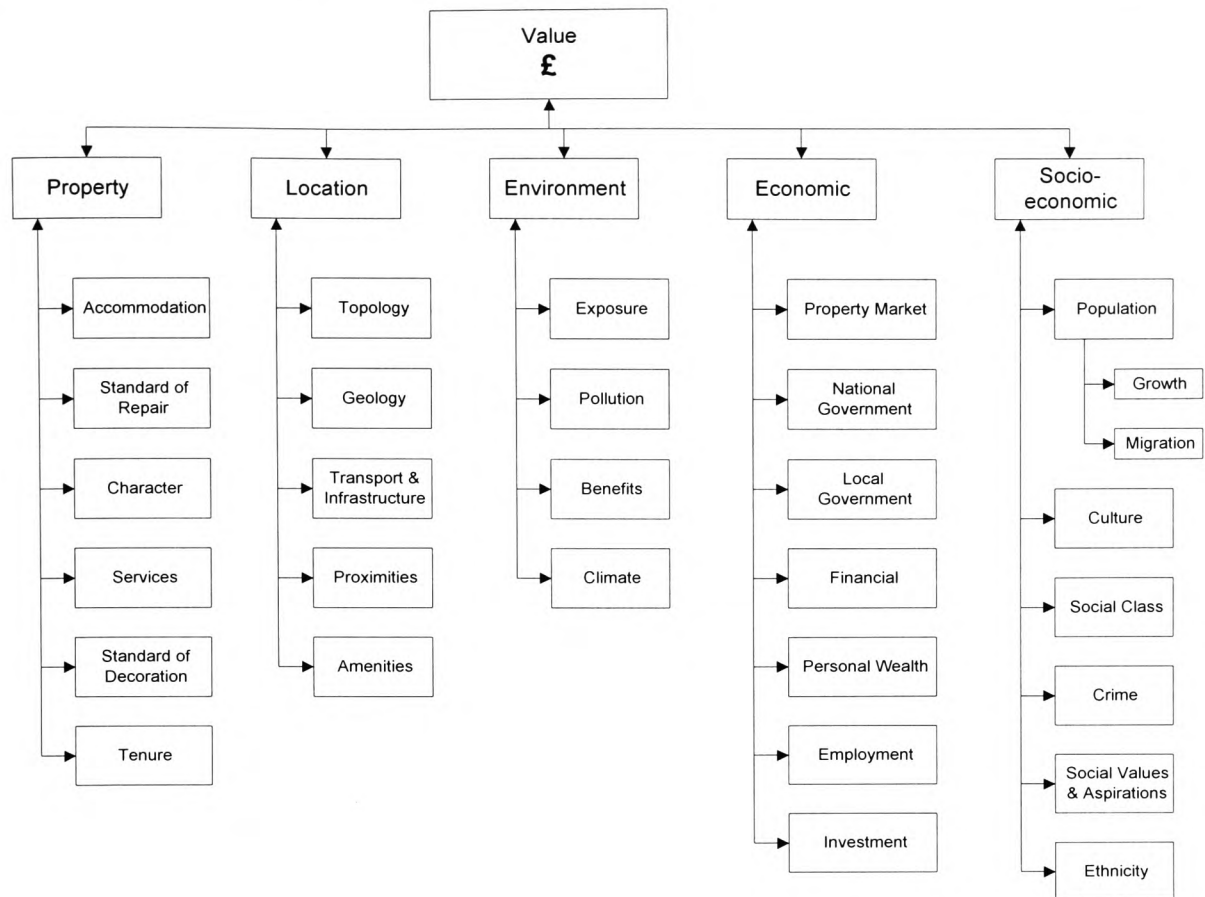 Value
£
Property
Location
Environment
Economic
Socio-
economic
Accommodation
Standard of
Repair
Character
Services
Standard of
Decoration
Tenure
Topology
Geology
Transport &
Infrastructure
Proximities
Amenities
Exposure
Pollution
Benefits
Climate
Property Market
National
Government
Local
Government
Financial
Personal Wealth
Employment
Investment
Population
Growth
Migration
Culture
Social Class
Crime
Social Values
& Aspirations
Ethnicity